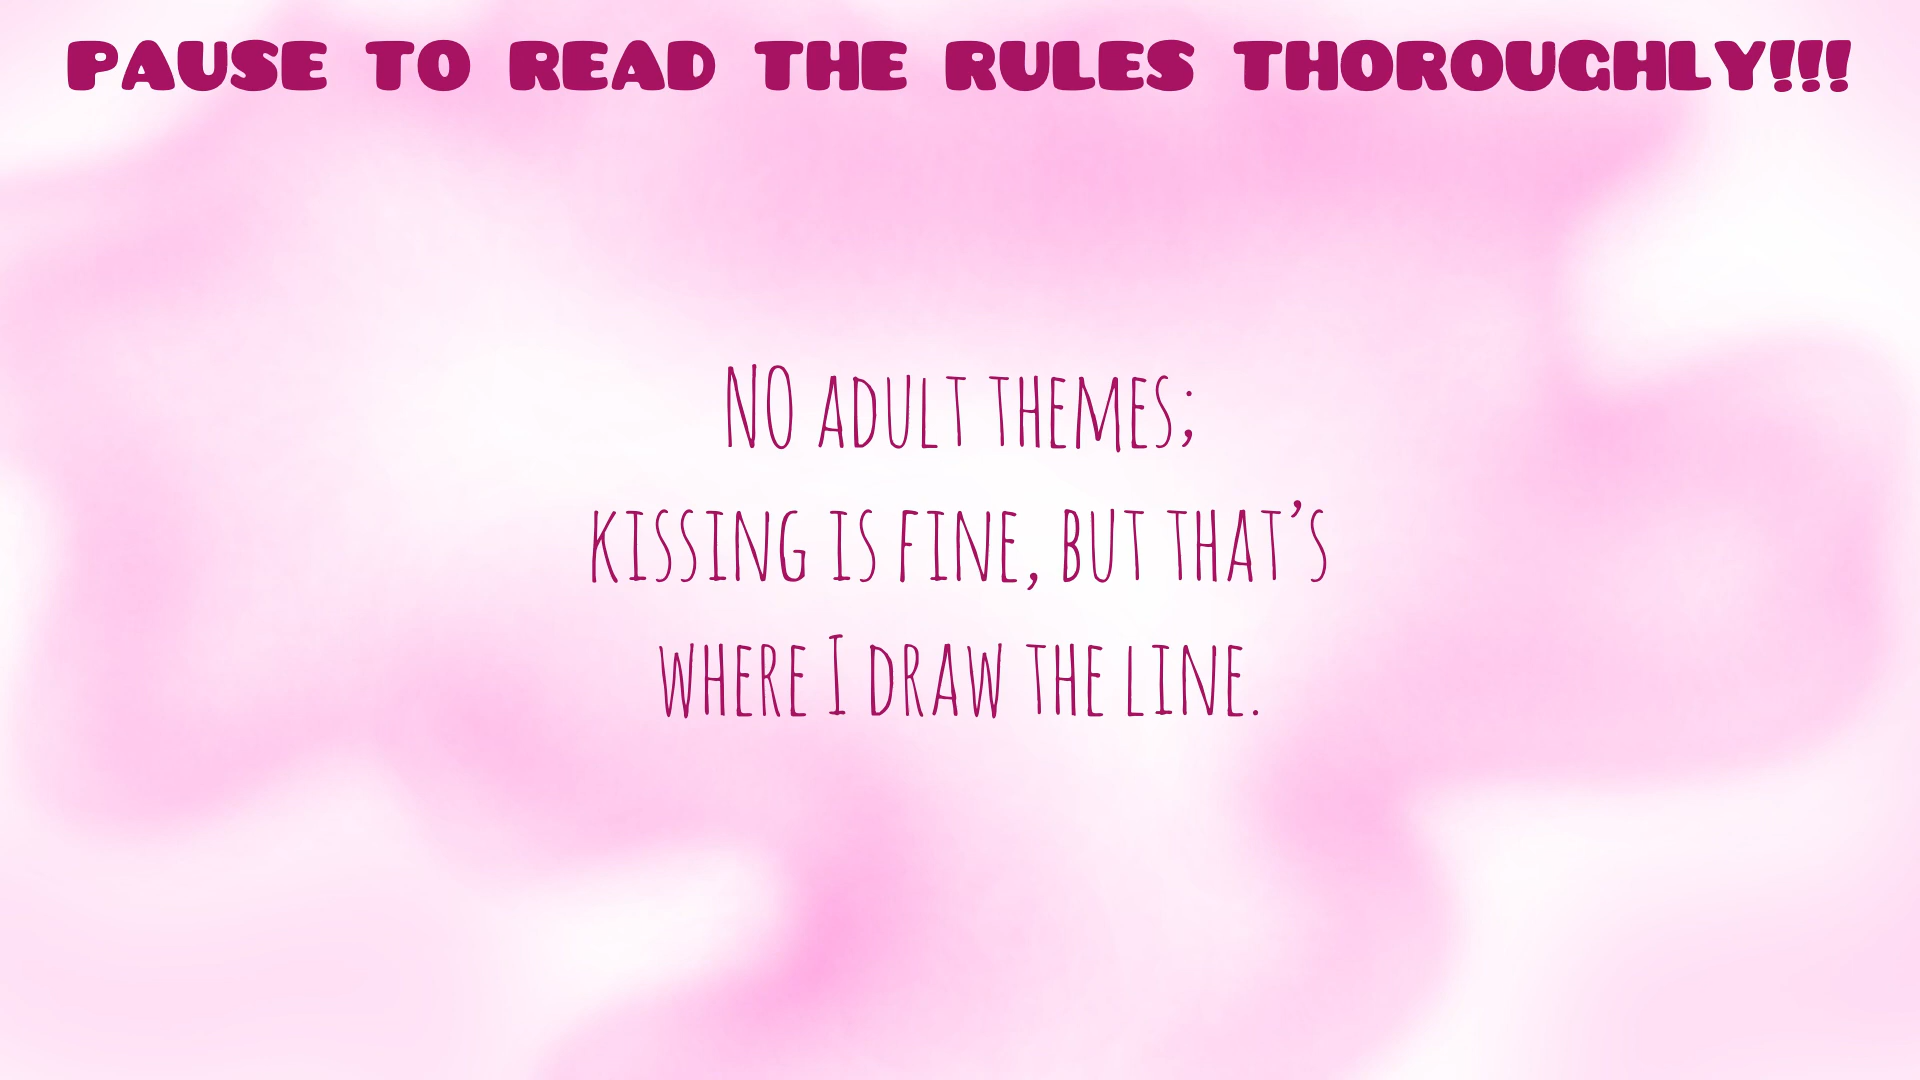 PAUSE TO READ THE RULES THOROUGHLY!!!
NO ADULT THEMES;
KISSING IS FINE, BUT THAT'S
WHERE I DRAW THE LINE.